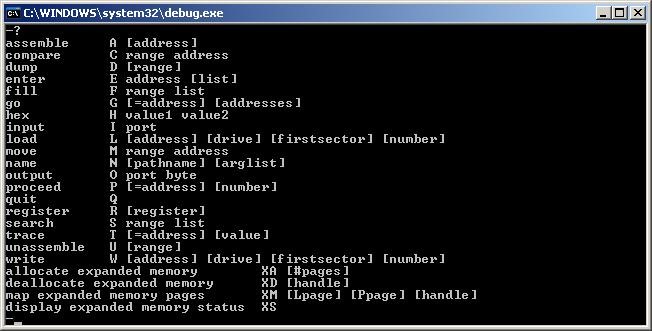 C:\WINDOWS\system32\debug.exe
-?
assemble     A [address]
compare      C range address
dump         D [range]
enter        E address [list]
fill         F range list
go           G [=address] [addresses]
hex          H value1 value2
input        I port
load         L [address] [drive] [firstsector] [number]
move         M range address
name         N [pathname] [arglist]
output       O port byte
proceed      P [=address] [number]
quit         Q
register     R [register]
search       S range list
trace        T [=address] [value]
unassemble   U [range]
write        W [address] [drive] [firstsector] [number]
allocate expanded memory        XA [#pages]
deallocate expanded memory      XD [handle]
map expanded memory pages       XM [Lpage] [Ppage] [handle]
display expanded memory status  XS
-_